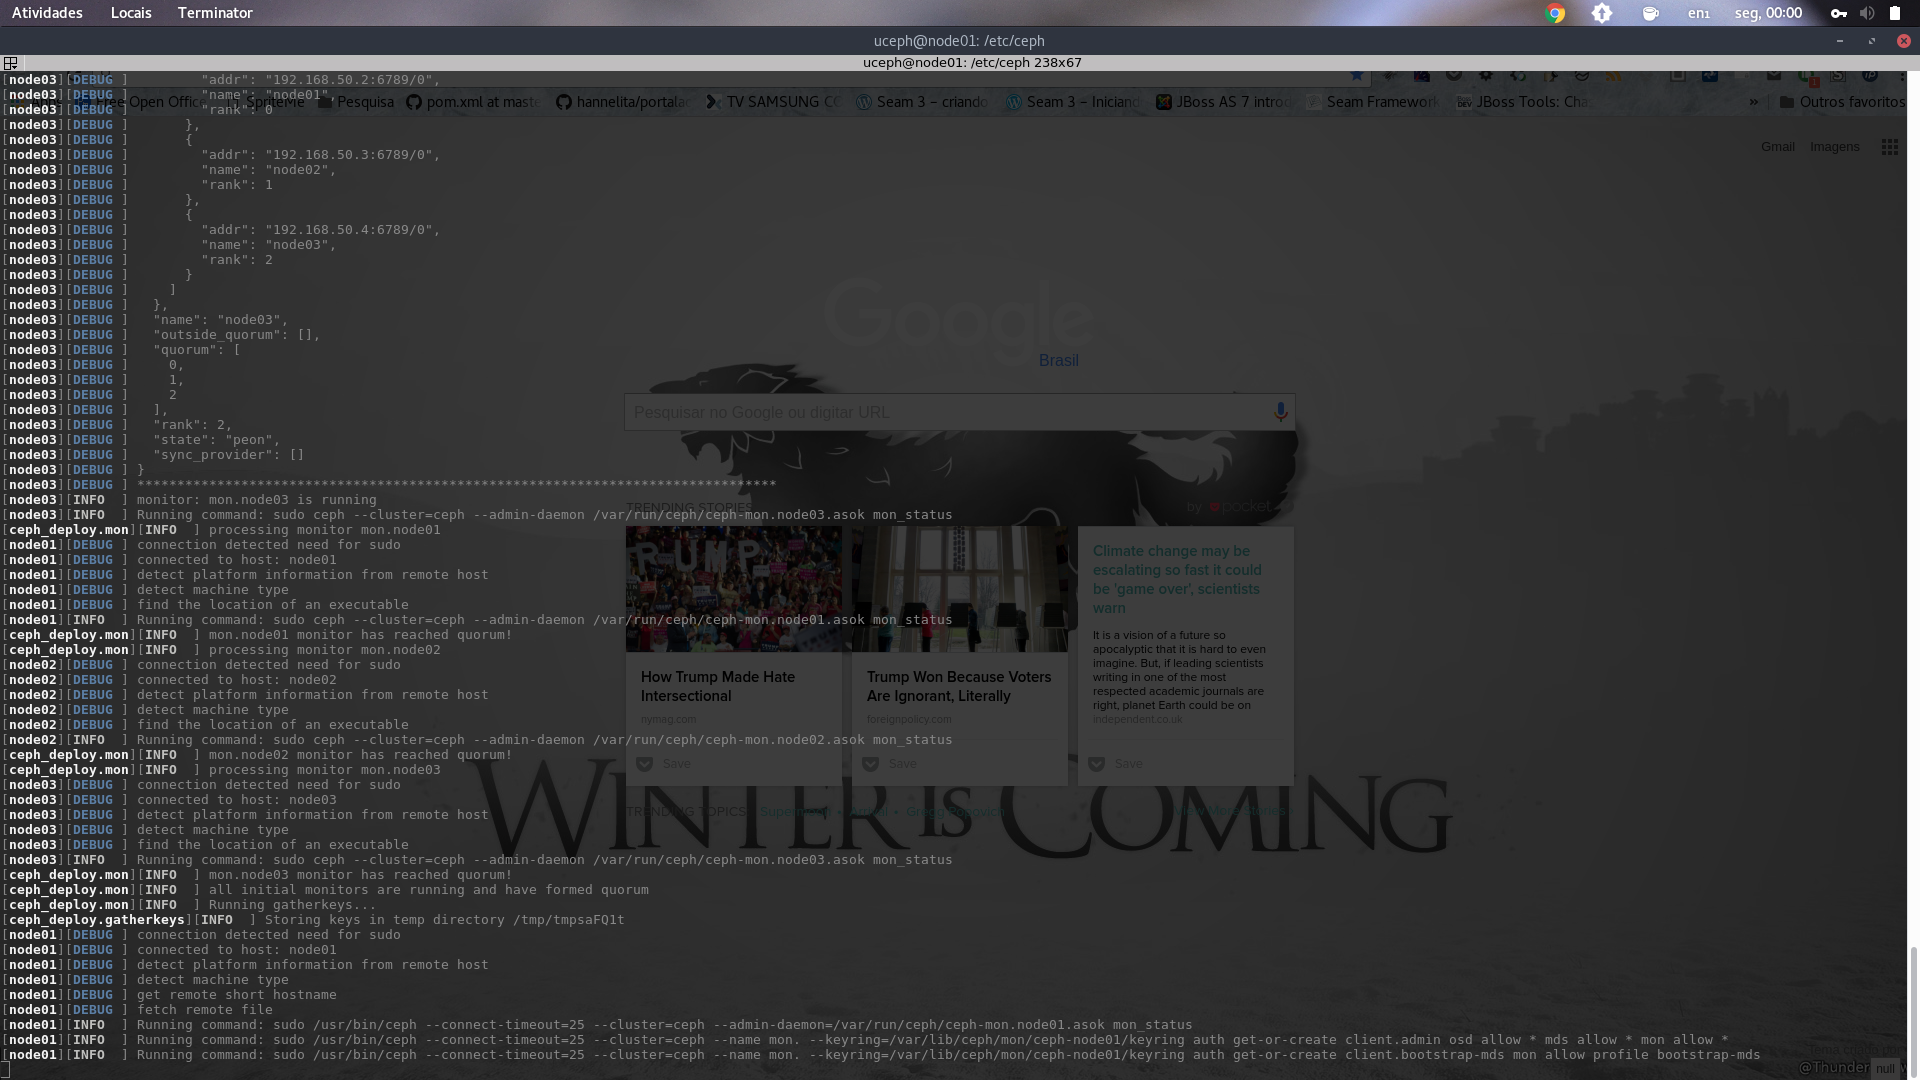 Atividades Locais Terminator en₁ seg, 00:00
uceph@node01: /etc/ceph
uceph@node01: /etc/ceph 238x67
Free Open Office SpriteMe Pesquisa pom.xml at maste hannelita/portala TV SAMSUNG CC Seam 3 – criando Seam 3 – Iniciand JBoss AS 7 introd Seam Framework JBoss Tools: Cha » Outros favoritos
Gmail Imagens
[node03][DEBUG ]         "addr": "192.168.50.2:6789/0",
[node03][DEBUG ]         "name": "node01",
[node03][DEBUG ]         "rank": 0
[node03][DEBUG ]       },
[node03][DEBUG ]       {
[node03][DEBUG ]         "addr": "192.168.50.3:6789/0",
[node03][DEBUG ]         "name": "node02",
[node03][DEBUG ]         "rank": 1
[node03][DEBUG ]       },
[node03][DEBUG ]       {
[node03][DEBUG ]         "addr": "192.168.50.4:6789/0",
[node03][DEBUG ]         "name": "node03",
[node03][DEBUG ]         "rank": 2
[node03][DEBUG ]       }
[node03][DEBUG ]     ]
[node03][DEBUG ]   },
[node03][DEBUG ]   "name": "node03",
[node03][DEBUG ]   "outside_quorum": [],
[node03][DEBUG ]   "quorum": [
[node03][DEBUG ]     0,
[node03][DEBUG ]     1,
[node03][DEBUG ]     2
[node03][DEBUG ]   ],
[node03][DEBUG ]   "rank": 2,
[node03][DEBUG ]   "state": "peon",
[node03][DEBUG ]   "sync_provider": []
[node03][DEBUG ] }
[node03][DEBUG ] ********************************************************************************
[node03][INFO  ] monitor: mon.node03 is running
[node03][INFO  ] Running command: sudo ceph --cluster=ceph --admin-daemon /var/run/ceph/ceph-mon.node03.asok mon_status
[ceph_deploy.mon][INFO  ] processing monitor mon.node01
[node01][DEBUG ] connection detected need for sudo
[node01][DEBUG ] connected to host: node01
[node01][DEBUG ] detect platform information from remote host
[node01][DEBUG ] detect machine type
[node01][DEBUG ] find the location of an executable
[node01][INFO  ] Running command: sudo ceph --cluster=ceph --admin-daemon /var/run/ceph/ceph-mon.node01.asok mon_status
[ceph_deploy.mon][INFO  ] mon.node01 monitor has reached quorum!
[ceph_deploy.mon][INFO  ] processing monitor mon.node02
[node02][DEBUG ] connection detected need for sudo
[node02][DEBUG ] connected to host: node02
[node02][DEBUG ] detect platform information from remote host
[node02][DEBUG ] detect machine type
[node02][DEBUG ] find the location of an executable
[node02][INFO  ] Running command: sudo ceph --cluster=ceph --admin-daemon /var/run/ceph/ceph-mon.node02.asok mon_status
[ceph_deploy.mon][INFO  ] mon.node02 monitor has reached quorum!
[ceph_deploy.mon][INFO  ] processing monitor mon.node03
[node03][DEBUG ] connection detected need for sudo
[node03][DEBUG ] connected to host: node03
[node03][DEBUG ] detect platform information from remote host
[node03][DEBUG ] detect machine type
[node03][DEBUG ] find the location of an executable
[node03][INFO  ] Running command: sudo ceph --cluster=ceph --admin-daemon /var/run/ceph/ceph-mon.node03.asok mon_status
[ceph_deploy.mon][INFO  ] mon.node03 monitor has reached quorum!
[ceph_deploy.mon][INFO  ] all initial monitors are running and have formed quorum
[ceph_deploy.mon][INFO  ] Running gatherkeys...
[ceph_deploy.gatherkeys][INFO  ] Storing keys in temp directory /tmp/tmpsaFQ1t
[node01][DEBUG ] connection detected need for sudo
[node01][DEBUG ] connected to host: node01
[node01][DEBUG ] detect platform information from remote host
[node01][DEBUG ] detect machine type
[node01][DEBUG ] get remote short hostname
[node01][DEBUG ] fetch remote file
[node01][INFO  ] Running command: sudo /usr/bin/ceph --connect-timeout=25 --cluster=ceph --admin-daemon=/var/run/ceph/ceph-mon.node01.asok mon_status
[node01][INFO  ] Running command: sudo /usr/bin/ceph --connect-timeout=25 --cluster=ceph --name mon. --keyring=/var/lib/ceph/mon/ceph-node01/keyring auth get-or-create client.admin osd allow * mds allow * mon allow *
[node01][INFO  ] Running command: sudo /usr/bin/ceph --connect-timeout=25 --cluster=ceph --name mon. --keyring=/var/lib/ceph/mon/ceph-node01/keyring auth get-or-create client.bootstrap-mds mon allow profile bootstrap-mds
Google
Brasil
Pesquisar no Google ou digitar URL
TRENDING STORIES by pocket
TRUMP
How Trump Made Hate
Intersectional
nymag.com
Save
Trump Won Because Voters
Are Ignorant, Literally
foreignpolicy.com
Save
Climate change may be
escalating so fast it could
be 'game over', scientists
warn
It is a vision of a future so
apocalyptic that it is hard to even
imagine. But, if leading scientists
writing in one of the most
respected academic journals are
right, planet Earth could be on
independent.co.uk
Save
TRENDING TOPICS Gregg Popovich View More Stories
WINTER IS COMING
@Thunder null